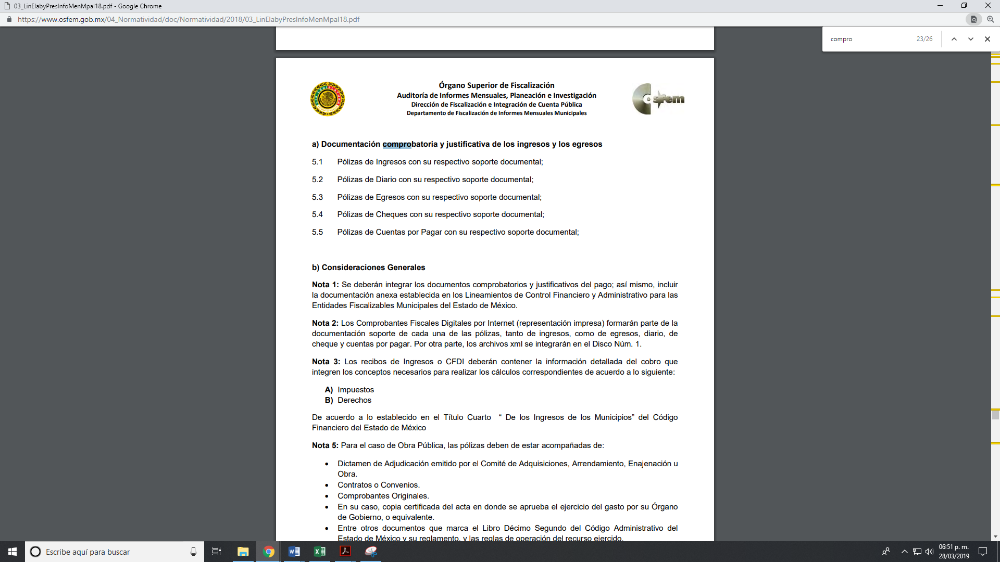 03_LinElabyPresInfoMenMpal18.pdf - Google Chrome
https://www.osfem.gob.mx/04_Normatividad/doc/Normatividad/2018/03_LinElabyPresInfoMenMpal18.pdf
compro 23/26
Órgano Superior de Fiscalización
Auditoría de Informes Mensuales, Planeación e Investigación
Dirección de Fiscalización e Integración de Cuenta Pública
Departamento de Fiscalización de Informes Mensuales Municipales
osfem
a) Documentación comprobatoria y justificativa de los ingresos y los egresos
5.1 Pólizas de Ingresos con su respectivo soporte documental;
5.2 Pólizas de Diario con su respectivo soporte documental;
5.3 Pólizas de Egresos con su respectivo soporte documental;
5.4 Pólizas de Cheques con su respectivo soporte documental;
5.5 Pólizas de Cuentas por Pagar con su respectivo soporte documental;
b) Consideraciones Generales
Nota 1: Se deberán integrar los documentos comprobatorios y justificativos del pago; así mismo, incluir
la documentación anexa establecida en los Lineamientos de Control Financiero y Administrativo para las
Entidades Fiscalizables Municipales del Estado de México.
Nota 2: Los Comprobantes Fiscales Digitales por Internet (representación impresa) formarán parte de la
documentación soporte de cada una de las pólizas, tanto de ingresos, como de egresos, diario, de
cheque y cuentas por pagar. Por otra parte, los archivos xml se integrarán en el Disco Núm. 1.
Nota 3: Los recibos de Ingresos o CFDI deberán contener la información detallada del cobro que
integren los conceptos necesarios para realizar los cálculos correspondientes de acuerdo a lo siguiente:
A) Impuestos
B) Derechos
De acuerdo a lo establecido en el Título Cuarto “ De los Ingresos de los Municipios” del Código
Financiero del Estado de México
Nota 5: Para el caso de Obra Pública, las pólizas deben de estar acompañadas de:
• Dictamen de Adjudicación emitido por el Comité de Adquisiciones, Arrendamiento, Enajenación u
Obra.
• Contratos o Convenios.
• Comprobantes Originales.
• En su caso, copia certificada del acta en donde se aprueba el ejercicio del gasto por su Órgano
de Gobierno, o equivalente.
• Entre otros documentos que marca el Libro Décimo Segundo del Código Administrativo del
Estado de México y su reglamento, y las reglas de operación del recurso ejercido.
Escribe aquí para buscar
06:51 p. m.
28/03/2019